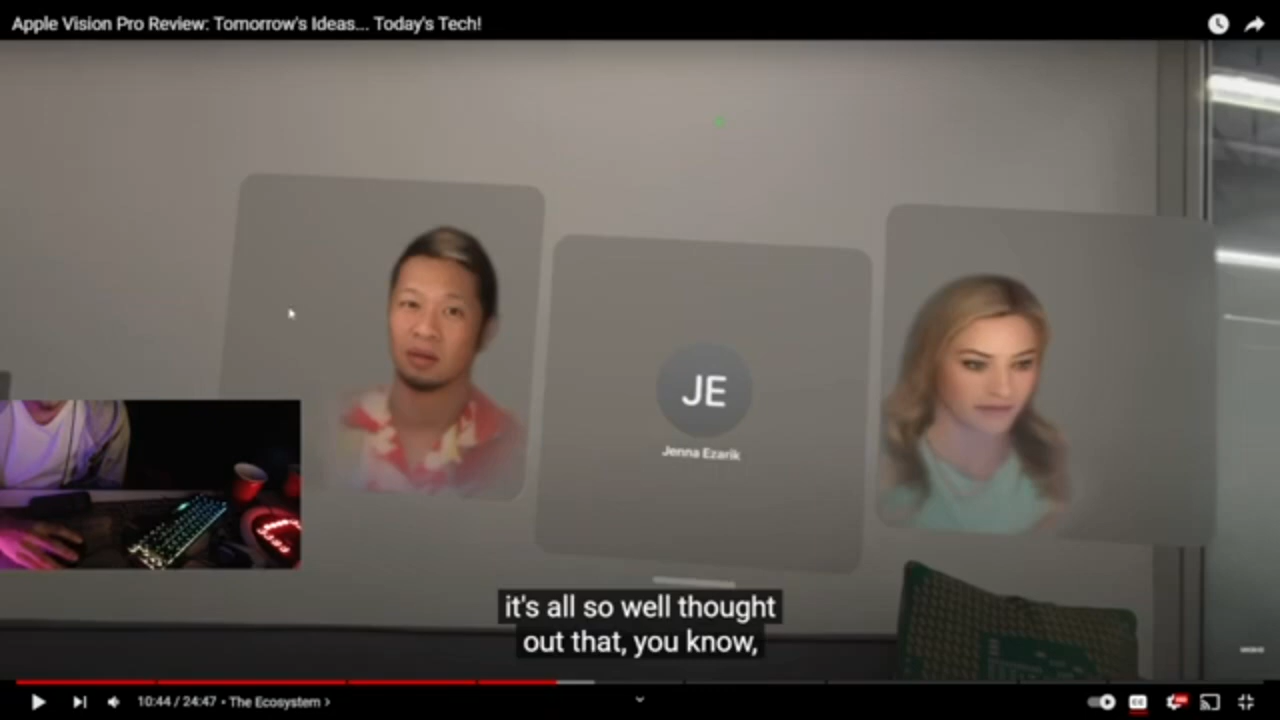 Apple Vision Pro Review: Tomorrow's Ideas... Today's Tech!
JE
Jenna Ezarik
it's all so well thought
out that, you know,
10:44 / 24:47 • The Ecosystem ›
CC